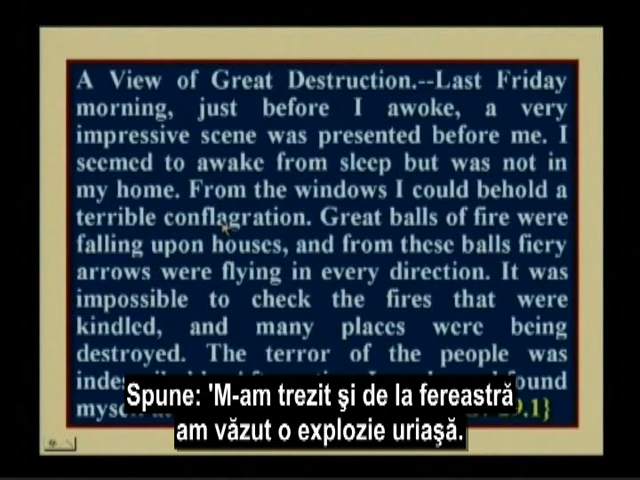 A View of Great Destruction.--Last Friday
morning, just before I awoke, a very
impressive scene was presented before me. I
seemed to awake from sleep but was not in
my home. From the windows I could behold a
terrible conflagration. Great balls of fire were
falling upon houses, and from these balls fiery
arrows were flying in every direction. It was
impossible to check the fires that were
kindled, and many places were being
destroyed. The terror of the people was
found
9.1}
Spune: 'M-am trezit şi de la fereastră
am văzut o explozie uriaşă.